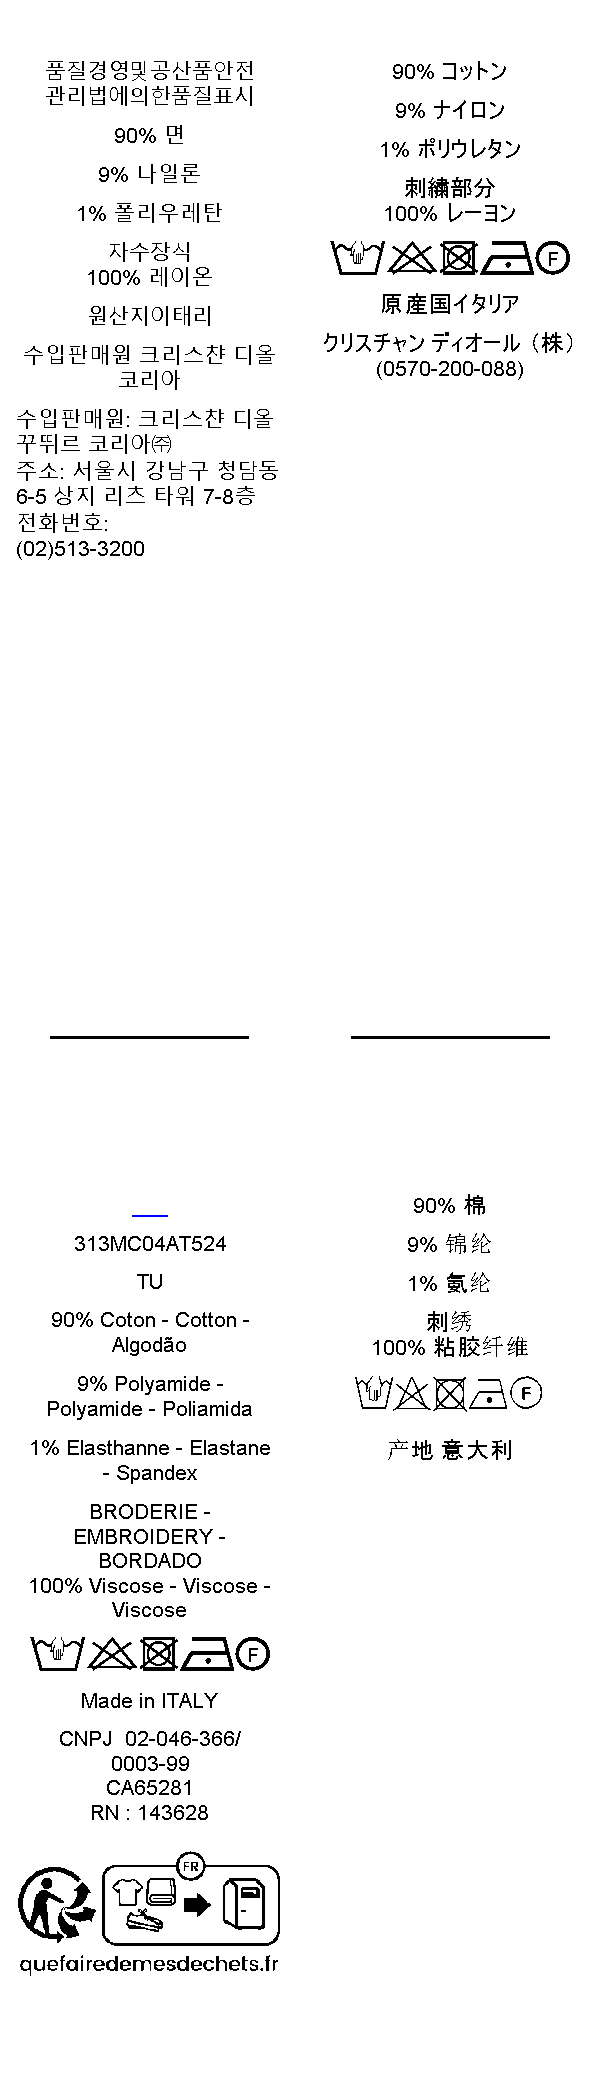 품질경영및공산품안전
관리법에의한품질표시
90% 면
9% 나일론
1% 폴리우레탄
자수장식
100% 레이온
원산지이태리
수입판매원 크리스챤 디올
코리아
수입판매원: 크리스챤 디올
꾸뛰르 코리아㈜
주소: 서울시 강남구 청담동
6-5 상지 리츠 타워 7-8층
전화번호:
(02)513-3200
90% コットン
9% ナイロン
1% ポリウレタン
刺繍部分
100% レーヨン
F
原産国イタリア
クリスチャン ディオール（株）
(0570-200-088)
313MC04AT524
TU
90% Coton - Cotton -
Algodão
9% Polyamide -
Polyamide - Poliamida
1% Elasthanne - Elastane
- Spandex
BRODERIE -
EMBROIDERY -
BORDADO
100% Viscose - Viscose -
Viscose
F
Made in ITALY
CNPJ  02-046-366/
0003-99
CA65281
RN : 143628
FR
quefairedemesdechets.fr
90% 棉
9% 锦纶
1% 氨纶
刺绣
100% 粘胶纤维
F
产地 意大利